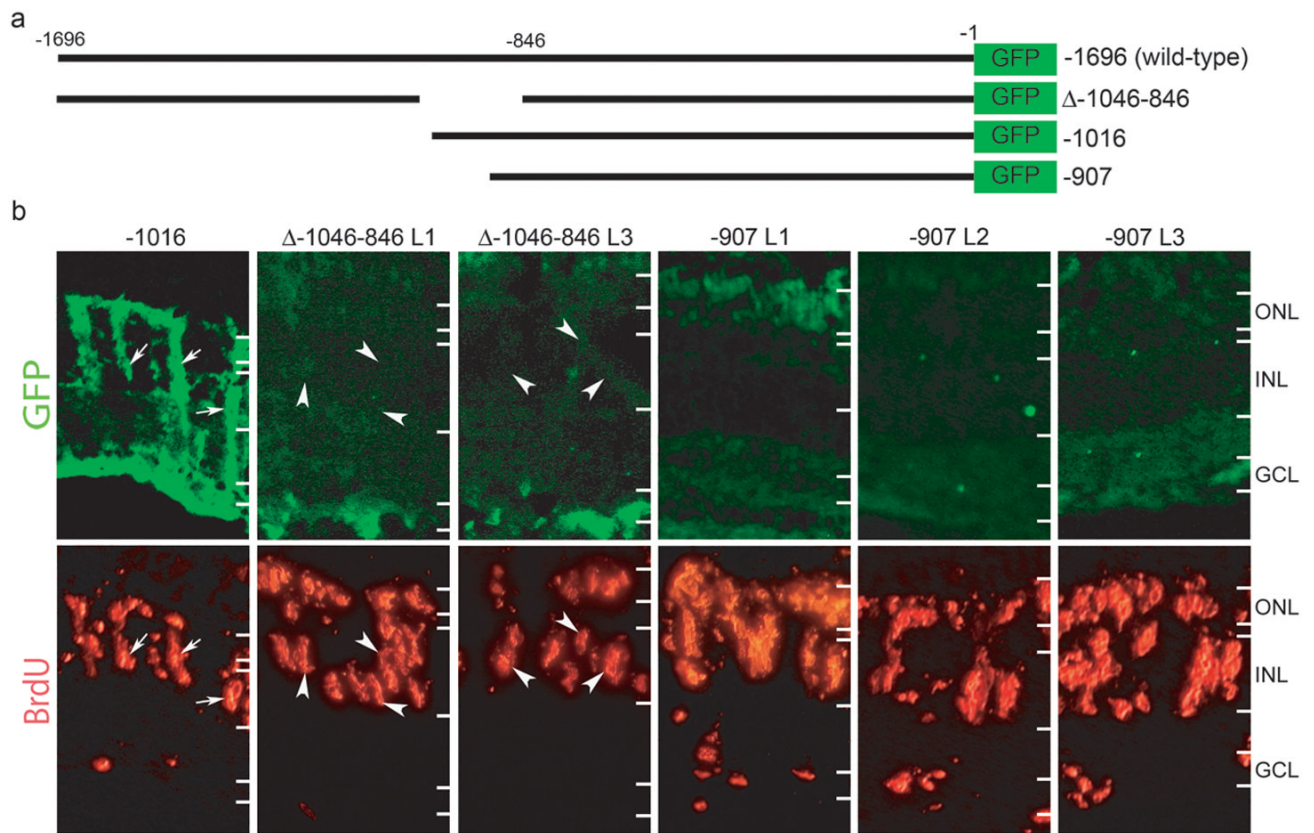 a
-1696
-846
-1
GFP -1696 (wild-type)
GFP Δ-1046-846
GFP -1016
GFP -907
b
-1016 Δ-1046-846 L1 Δ-1046-846 L3 -907 L1 -907 L2 -907 L3
GFP
ONL
INL
GCL
BrdU
ONL
INL
GCL